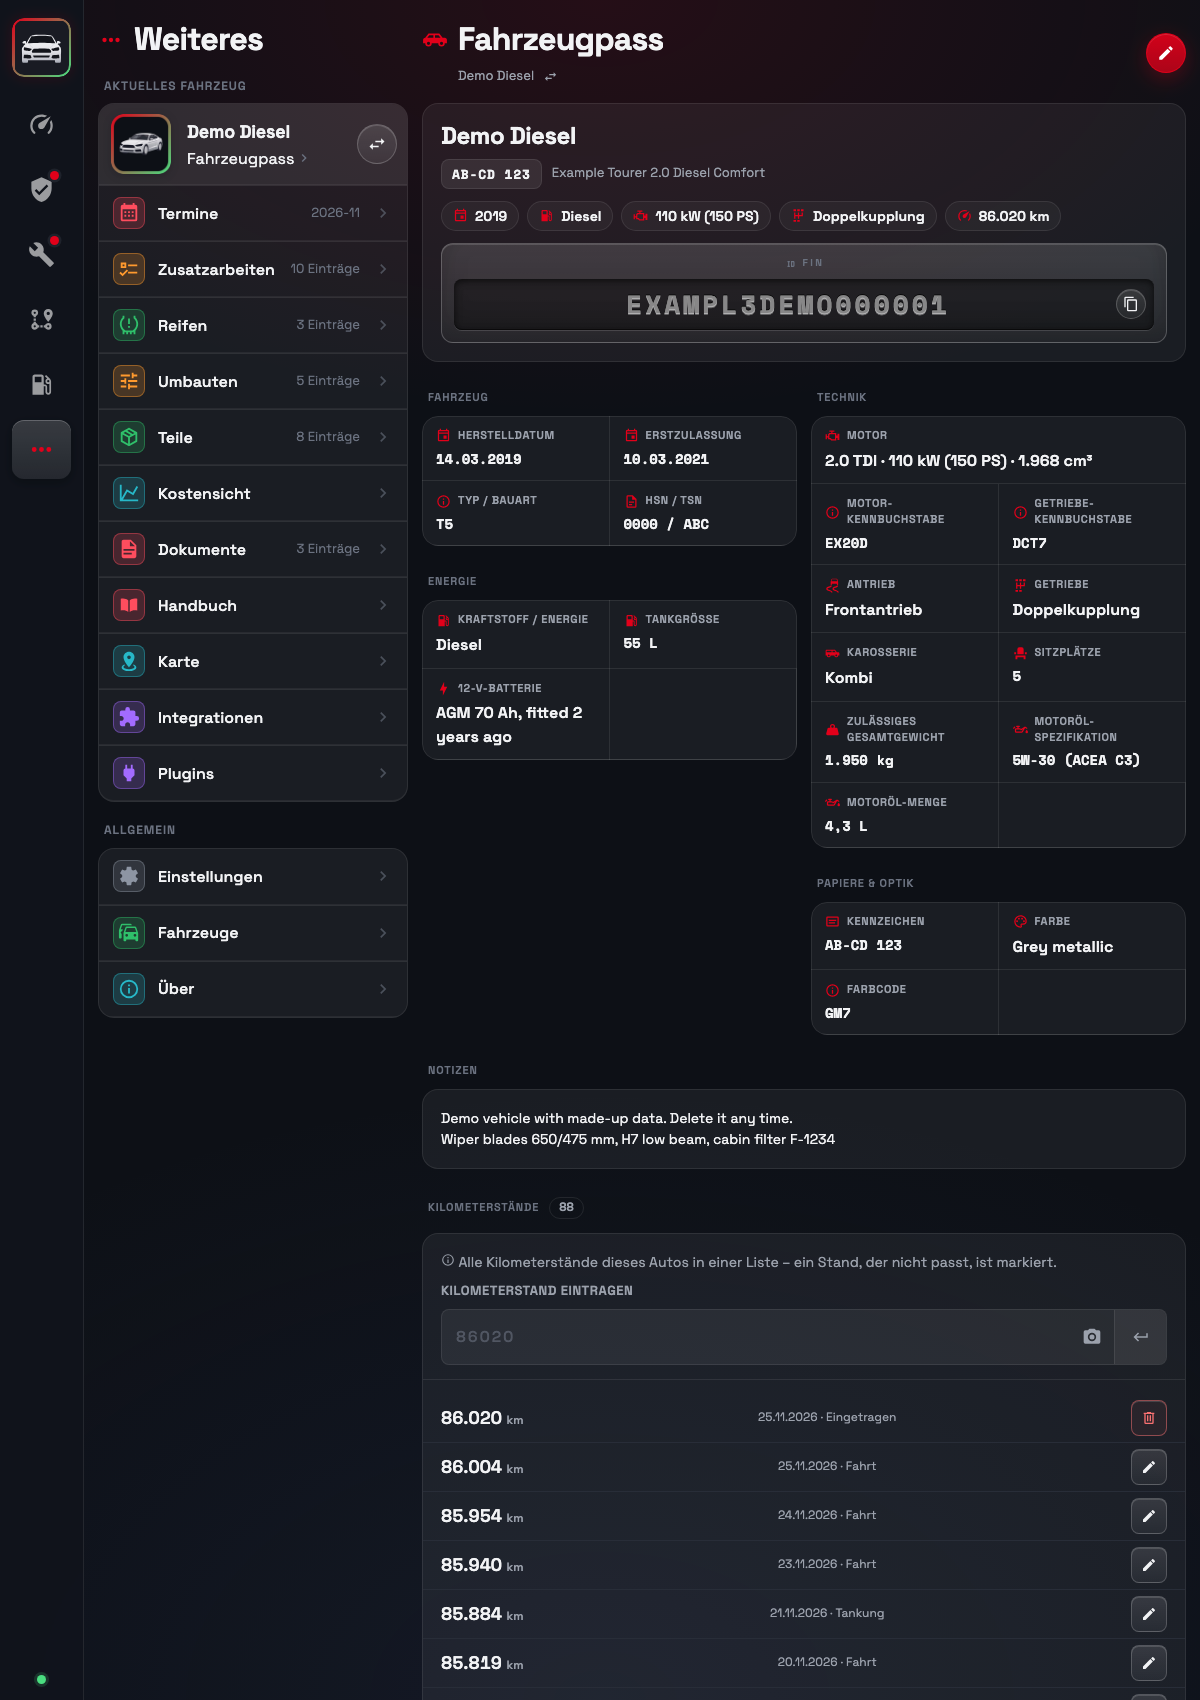 Weiteres
AKTUELLES FAHRZEUG
Demo Diesel
Fahrzeugpass
Termine 2026-11
Zusatzarbeiten 10 Einträge
Reifen 3 Einträge
Umbauten 5 Einträge
Teile 8 Einträge
Kostensicht
Dokumente 3 Einträge
Handbuch
Karte
Integrationen
Plugins
ALLGEMEIN
Einstellungen
Fahrzeuge
Über
Fahrzeugpass
Demo Diesel
Demo Diesel
AB-CD 123 Example Tourer 2.0 Diesel Comfort
2019 Diesel 110 kW (150 PS) Doppelkupplung 86.020 km
ID FIN
EXAMPL3DEMO000001
FAHRZEUG
HERSTELLDATUM
14.03.2019
ERSTZULASSUNG
10.03.2021
TYP / BAUART
T5
HSN / TSN
0000 / ABC
ENERGIE
KRAFTSTOFF / ENERGIE
Diesel
TANKGRÖSSE
55 L
12-V-BATTERIE
AGM 70 Ah, fitted 2
years ago
TECHNIK
MOTOR
2.0 TDI · 110 kW (150 PS) · 1.968 cm³
MOTOR-
KENNBUCHSTABE
EX20D
GETRIEBE-
KENNBUCHSTABE
DCT7
ANTRIEB
Frontantrieb
GETRIEBE
Doppelkupplung
KAROSSERIE
Kombi
SITZPLÄTZE
5
ZULÄSSIGES
GESAMTGEWICHT
1.950 kg
MOTORÖL-
SPEZIFIKATION
5W-30 (ACEA C3)
MOTORÖL-MENGE
4,3 L
PAPIERE & OPTIK
KENNZEICHEN
AB-CD 123
FARBE
Grey metallic
FARBCODE
GM7
NOTIZEN
Demo vehicle with made-up data. Delete it any time.
Wiper blades 650/475 mm, H7 low beam, cabin filter F-1234
KILOMETERSTÄNDE 88
Alle Kilometerstände dieses Autos in einer Liste – ein Stand, der nicht passt, ist markiert.
KILOMETERSTAND EINTRAGEN
86020
86.020 km 25.11.2026 · Eingetragen
86.004 km 25.11.2026 · Fahrt
85.954 km 24.11.2026 · Fahrt
85.940 km 23.11.2026 · Fahrt
85.884 km 21.11.2026 · Tankung
85.819 km 20.11.2026 · Fahrt